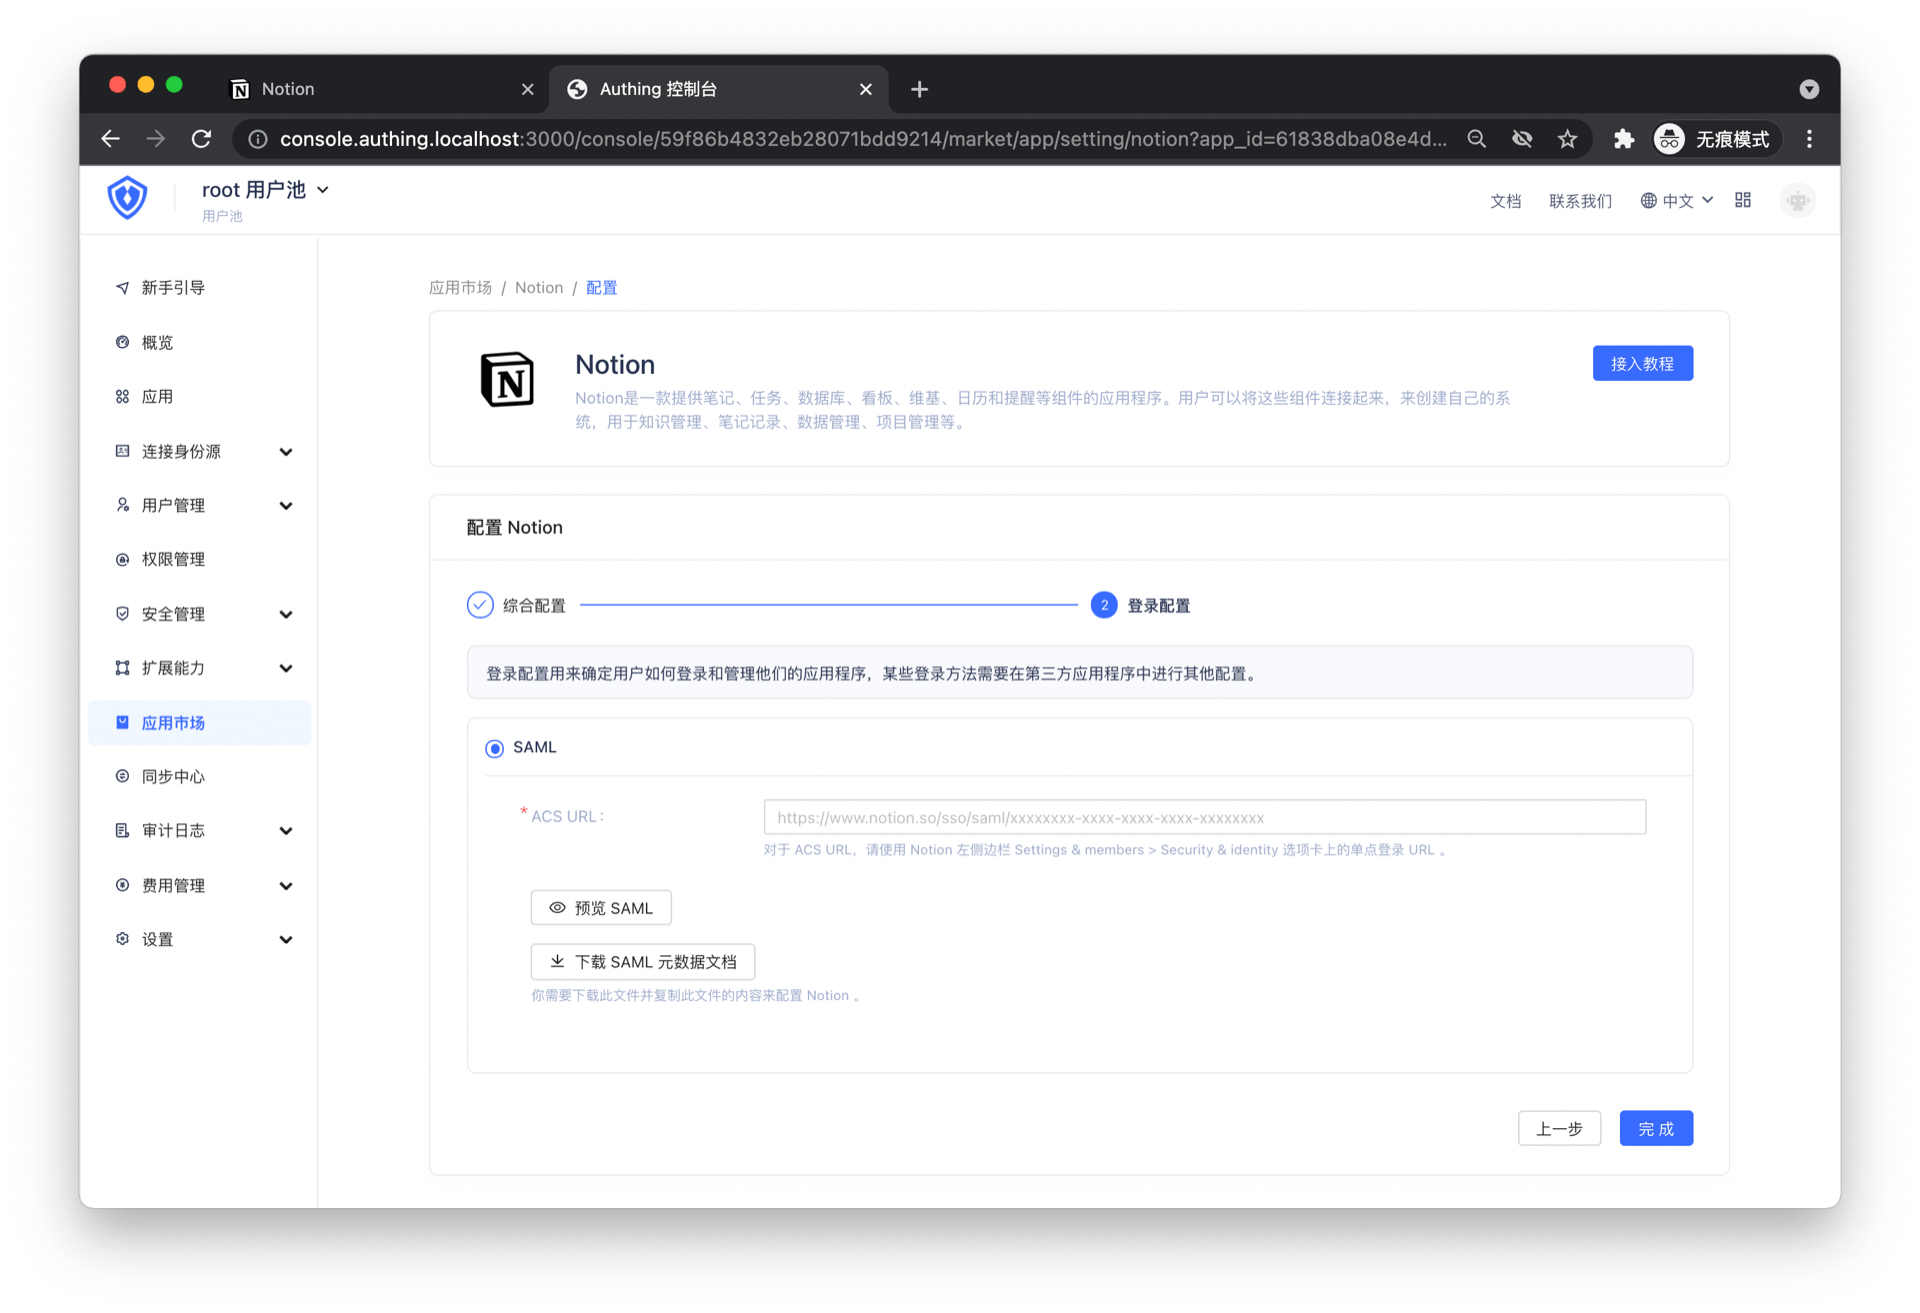 Notion
Authing 控制台
console.authing.localhost:3000/console/59f86b4832eb28071bdd9214/market/app/setting/notion?app_id=61838dba08e4d...
无痕模式
root 用户池
用户池
文档
联系我们
中文
新手引导
概览
应用
连接身份源
用户管理
权限管理
安全管理
扩展能力
应用市场
同步中心
审计日志
费用管理
设置
应用市场 / Notion / 配置
Notion
接入教程
Notion是一款提供笔记、任务、数据库、看板、维基、日历和提醒等组件的应用程序。用户可以将这些组件连接起来，来创建自己的系
统，用于知识管理、笔记记录、数据管理、项目管理等。
配置 Notion
综合配置
2 登录配置
登录配置用来确定用户如何登录和管理他们的应用程序，某些登录方法需要在第三方应用程序中进行其他配置。
SAML
* ACS URL：
https://www.notion.so/sso/saml/xxxxxxxx-xxxx-xxxx-xxxx-xxxxxxxx
对于 ACS URL，请使用 Notion 左侧边栏 Settings & members > Security & identity 选项卡上的单点登录 URL 。
预览 SAML
下载 SAML 元数据文档
你需要下载此文件并复制此文件的内容来配置 Notion 。
上一步
完 成